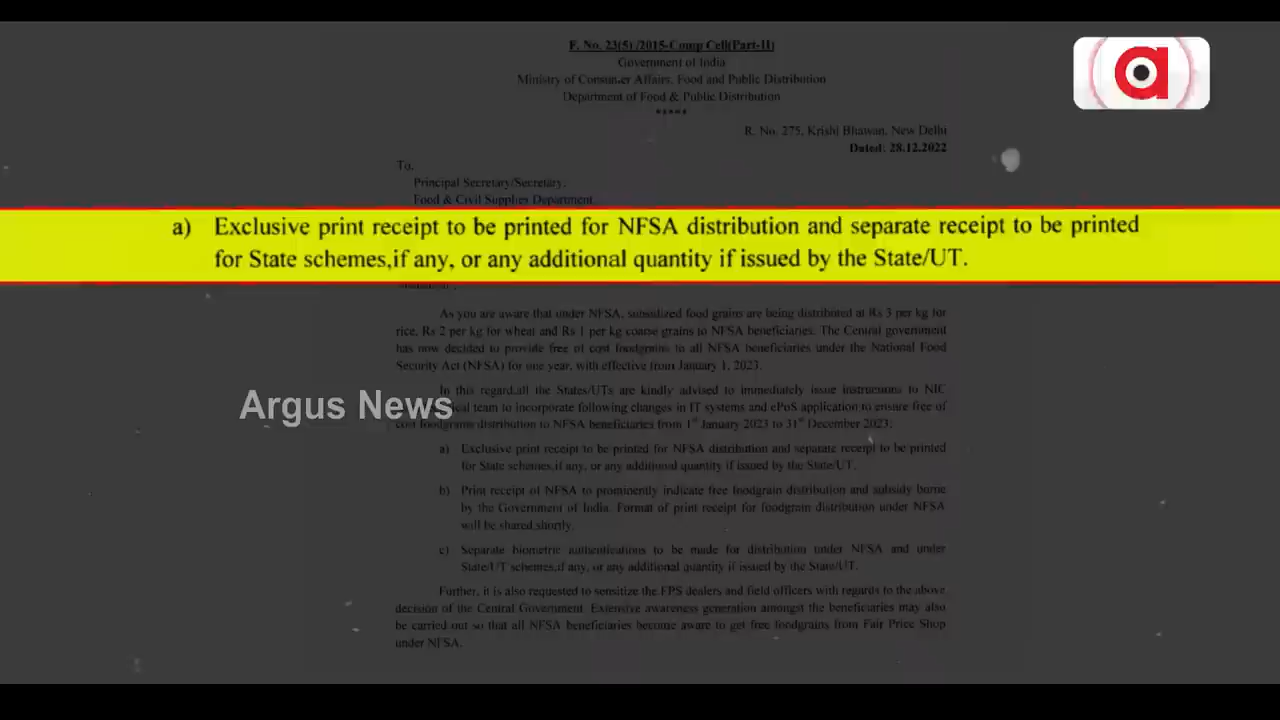 F. No. 23(5) /2015-Comp Cell(Part-II)
Government of India
Ministry of Consumer Affairs, Food and Public Distribution
Department of Food & Public Distribution
*****
R. No. 275, Krishi Bhawan, New Delhi
Dated: 28.12.2022
To,
Principal Secretary/Secretary,
Food & Civil Supplies Department,
a) Exclusive print receipt to be printed for NFSA distribution and separate receipt to be printed
for State schemes,if any, or any additional quantity if issued by the State/UT.
As you are aware that under NFSA, subsidized food grains are being distributed at Rs 3 per kg for
rice, Rs 2 per kg for wheat and Rs 1 per kg coarse grains to NFSA beneficiaries. The Central government
has now decided to provide free of cost foodgrains to all NFSA beneficiaries under the National Food
Security Act (NFSA) for one year, with effective from January 1, 2023.
In this regard,all the States/UTs are kindly advised to immediately issue instructions to NIC
Argus News
team to incorporate following changes in IT systems and ePoS application to ensure free of
cost foodgrains distribution to NFSA beneficiaries from 1st January 2023 to 31st December 2023:
a) Exclusive print receipt to be printed for NFSA distribution and separate receipt to be printed
for State schemes,if any, or any additional quantity if issued by the State/UT.
b) Print receipt of NFSA to prominently indicate free foodgrain distribution and subsidy borne
by the Government of India. Format of print receipt for foodgrain distribution under NFSA
will be shared shortly.
c) Separate biometric authentications to be made for distribution under NFSA and under
State/UT schemes,if any, or any additional quantity if issued by the State/UT.
Further, it is also requested to sensitize the FPS dealers and field officers with regards to the above
decision of the Central Government. Extensive awareness generation amongst the beneficiaries may also
be carried out so that all NFSA beneficiaries become aware to get free foodgrains from Fair Price Shop
under NFSA.